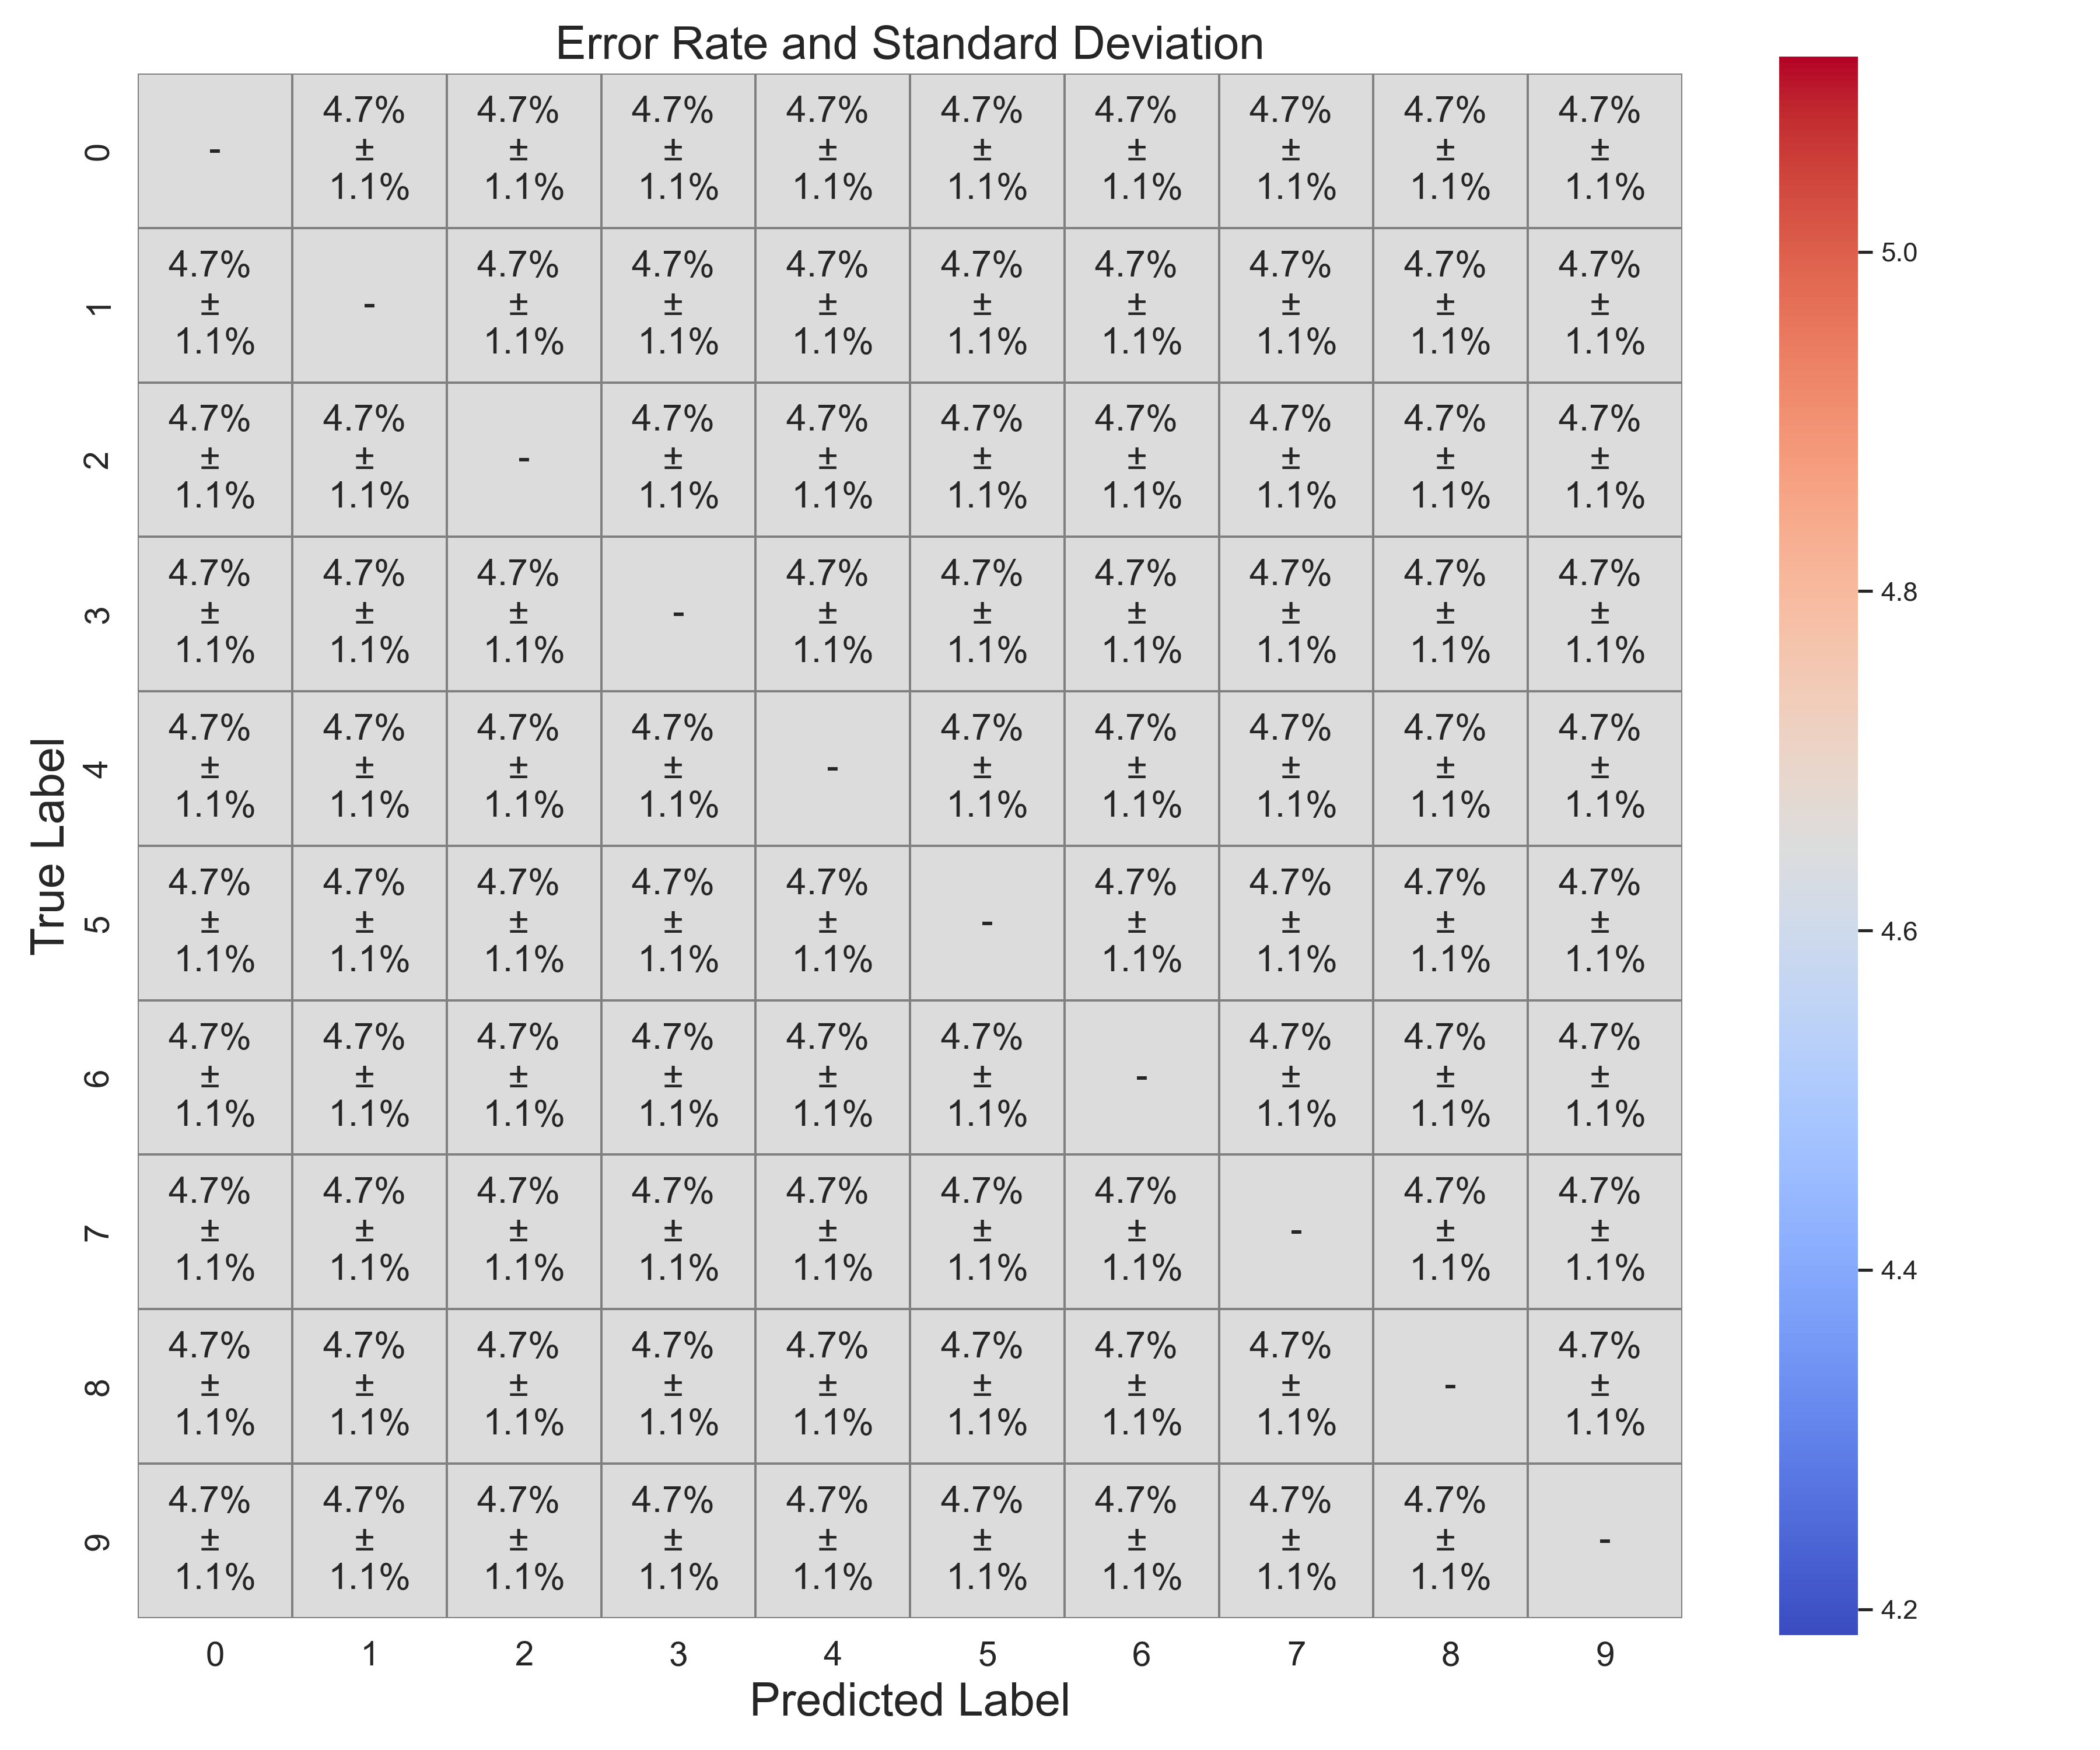 Error Rate and Standard Deviation
0 - 4.7% 4.7% 4.7% 4.7% 4.7% 4.7% 4.7% 4.7% 4.7%
± ± ± ± ± ± ± ± ±
1.1% 1.1% 1.1% 1.1% 1.1% 1.1% 1.1% 1.1% 1.1%
1 4.7% - 4.7% 4.7% 4.7% 4.7% 4.7% 4.7% 4.7% 4.7%
± ± ± ± ± ± ± ± ±
1.1% 1.1% 1.1% 1.1% 1.1% 1.1% 1.1% 1.1% 1.1%
2 4.7% 4.7% - 4.7% 4.7% 4.7% 4.7% 4.7% 4.7% 4.7%
± ± ± ± ± ± ± ± ±
1.1% 1.1% 1.1% 1.1% 1.1% 1.1% 1.1% 1.1% 1.1%
3 4.7% 4.7% 4.7% - 4.7% 4.7% 4.7% 4.7% 4.7% 4.7%
± ± ± ± ± ± ± ± ±
1.1% 1.1% 1.1% 1.1% 1.1% 1.1% 1.1% 1.1% 1.1%
4 4.7% 4.7% 4.7% 4.7% - 4.7% 4.7% 4.7% 4.7% 4.7%
± ± ± ± ± ± ± ± ±
1.1% 1.1% 1.1% 1.1% 1.1% 1.1% 1.1% 1.1% 1.1%
5 4.7% 4.7% 4.7% 4.7% 4.7% - 4.7% 4.7% 4.7% 4.7%
± ± ± ± ± ± ± ± ±
1.1% 1.1% 1.1% 1.1% 1.1% 1.1% 1.1% 1.1% 1.1%
6 4.7% 4.7% 4.7% 4.7% 4.7% 4.7% - 4.7% 4.7% 4.7%
± ± ± ± ± ± ± ± ±
1.1% 1.1% 1.1% 1.1% 1.1% 1.1% 1.1% 1.1% 1.1%
7 4.7% 4.7% 4.7% 4.7% 4.7% 4.7% 4.7% - 4.7% 4.7%
± ± ± ± ± ± ± ± ±
1.1% 1.1% 1.1% 1.1% 1.1% 1.1% 1.1% 1.1% 1.1%
8 4.7% 4.7% 4.7% 4.7% 4.7% 4.7% 4.7% 4.7% - 4.7%
± ± ± ± ± ± ± ± ±
1.1% 1.1% 1.1% 1.1% 1.1% 1.1% 1.1% 1.1% 1.1%
9 4.7% 4.7% 4.7% 4.7% 4.7% 4.7% 4.7% 4.7% 4.7% -
± ± ± ± ± ± ± ± ±
1.1% 1.1% 1.1% 1.1% 1.1% 1.1% 1.1% 1.1% 1.1%
0 1 2 3 4 5 6 7 8 9
Predicted Label
True Label
5.0
4.8
4.6
4.4
4.2